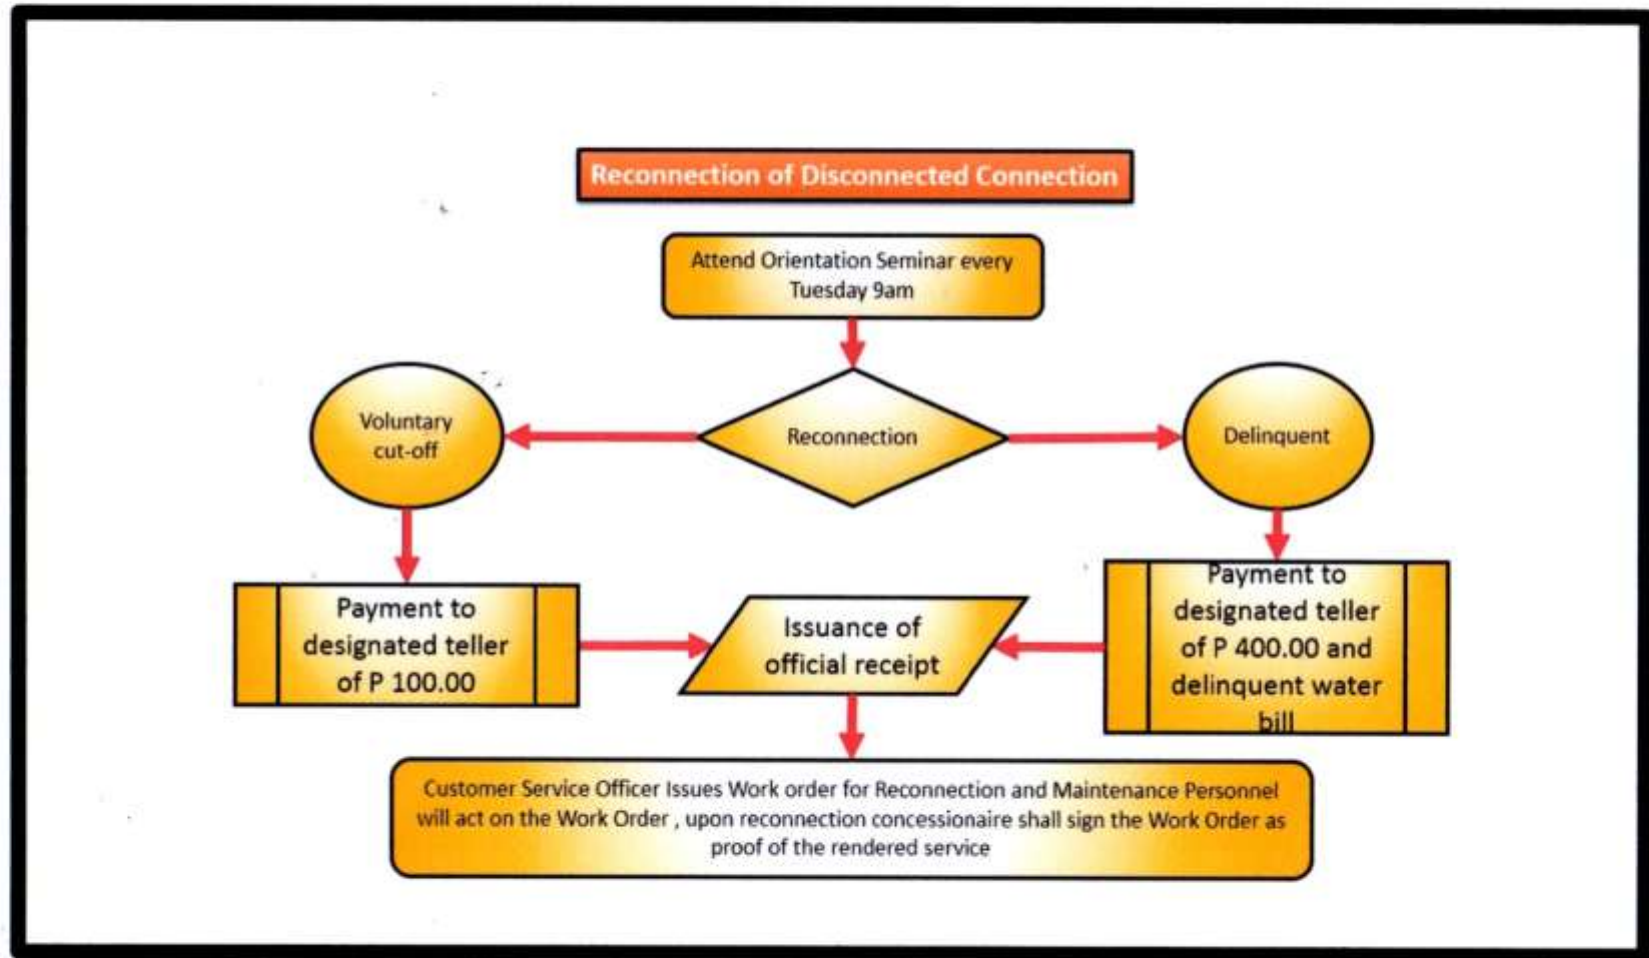 Reconnection of Disconnected Connection
Attend Orientation Seminar every
Tuesday 9am
Voluntary
cut-off
Reconnection
Delinquent
Payment to
designated teller
of P 100.00
Issuance of
official receipt
Payment to
designated teller
of P 400.00 and
delinquent water
bill
Customer Service Officer Issues Work order for Reconnection and Maintenance Personnel
will act on the Work Order , upon reconnection concessionaire shall sign the Work Order as
proof of the rendered service